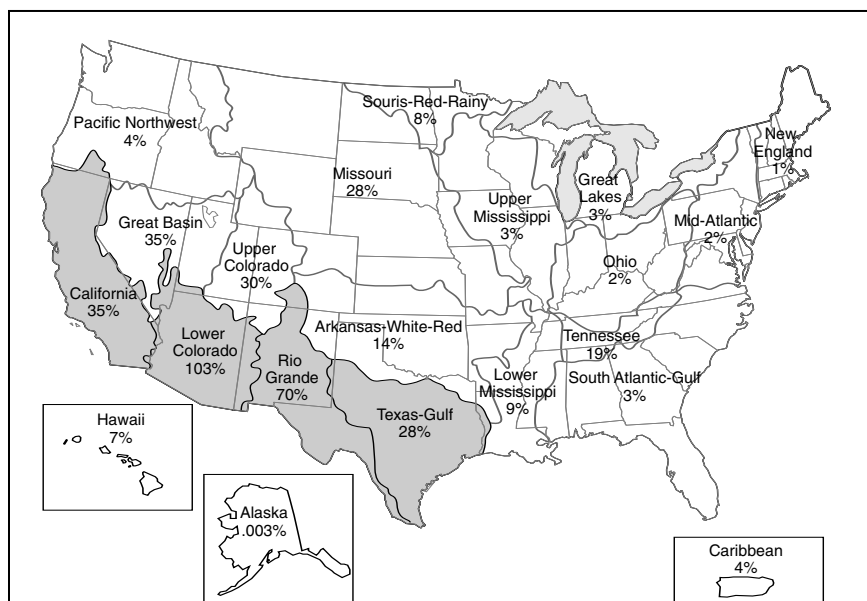 Souris-Red-Rainy
8%
Pacific Northwest
4%
New
England
1%
Missouri
28%
Great
Lakes
3%
Upper
Mississippi
3%
Mid-Atlantic
2%
Great Basin
35%
Upper
Colorado
30%
Ohio
2%
California
35%
Lower
Colorado
103%
Arkansas-White-Red
14%
Tennessee
19%
Rio
Grande
70%
Lower
Mississippi
9%
South Atlantic-Gulf
3%
Texas-Gulf
28%
Hawaii
7%
Alaska
.003%
Caribbean
4%